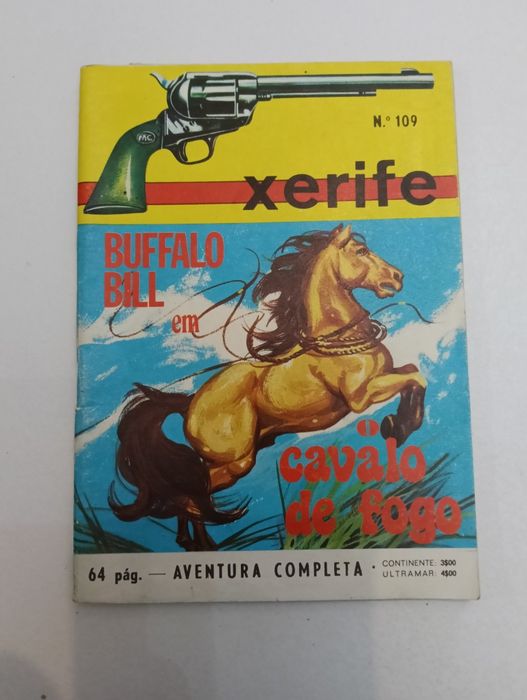 N.º 109
M.C.
xerife
BUFFALO
BILL
em
o
cavalo
de fogo
64 pág. — AVENTURA COMPLETA • CONTINENTE: 3$00
ULTRAMAR: 4$00